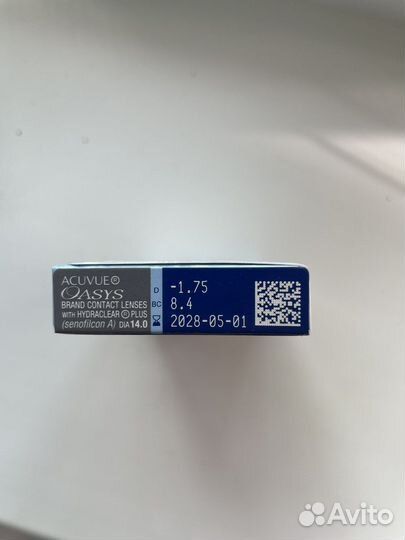 ACUVUE®
OASYS
BRAND CONTACT LENSES
WITH HYDRACLEAR® PLUS
(senofilcon A) DIA 14.0
D -1.75
BC 8.4
2028-05-01
Avito